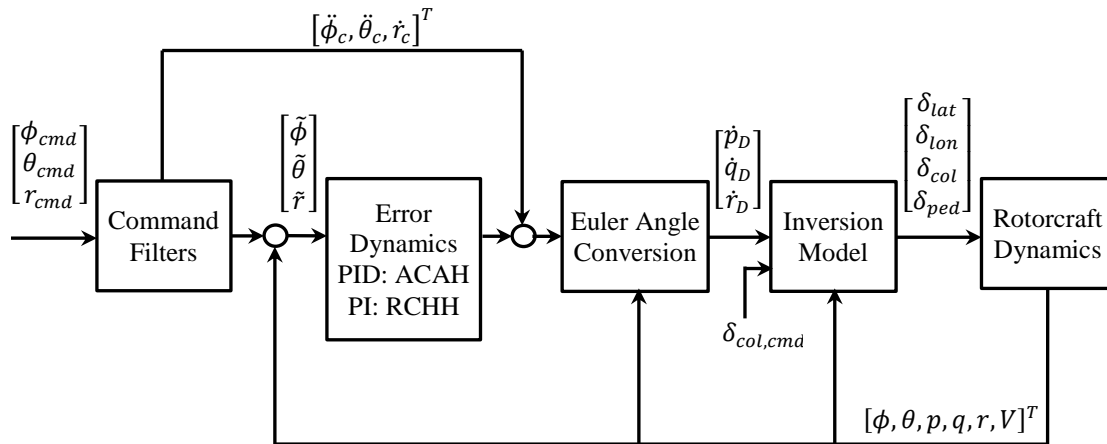 [ϕ̈_c, θ̈_c, ṙ_c]^T
ϕ_cmd
θ_cmd
r_cmd
Command
Filters
ϕ̃
θ̃
r̃
Error
Dynamics
PID: ACAH
PI: RCHH
Euler Angle
Conversion
ṗ_D
q̇_D
ṙ_D
Inversion
Model
δ_col,cmd
δ_lat
δ_lon
δ_col
δ_ped
Rotorcraft
Dynamics
[ϕ, θ, p, q, r, V]^T